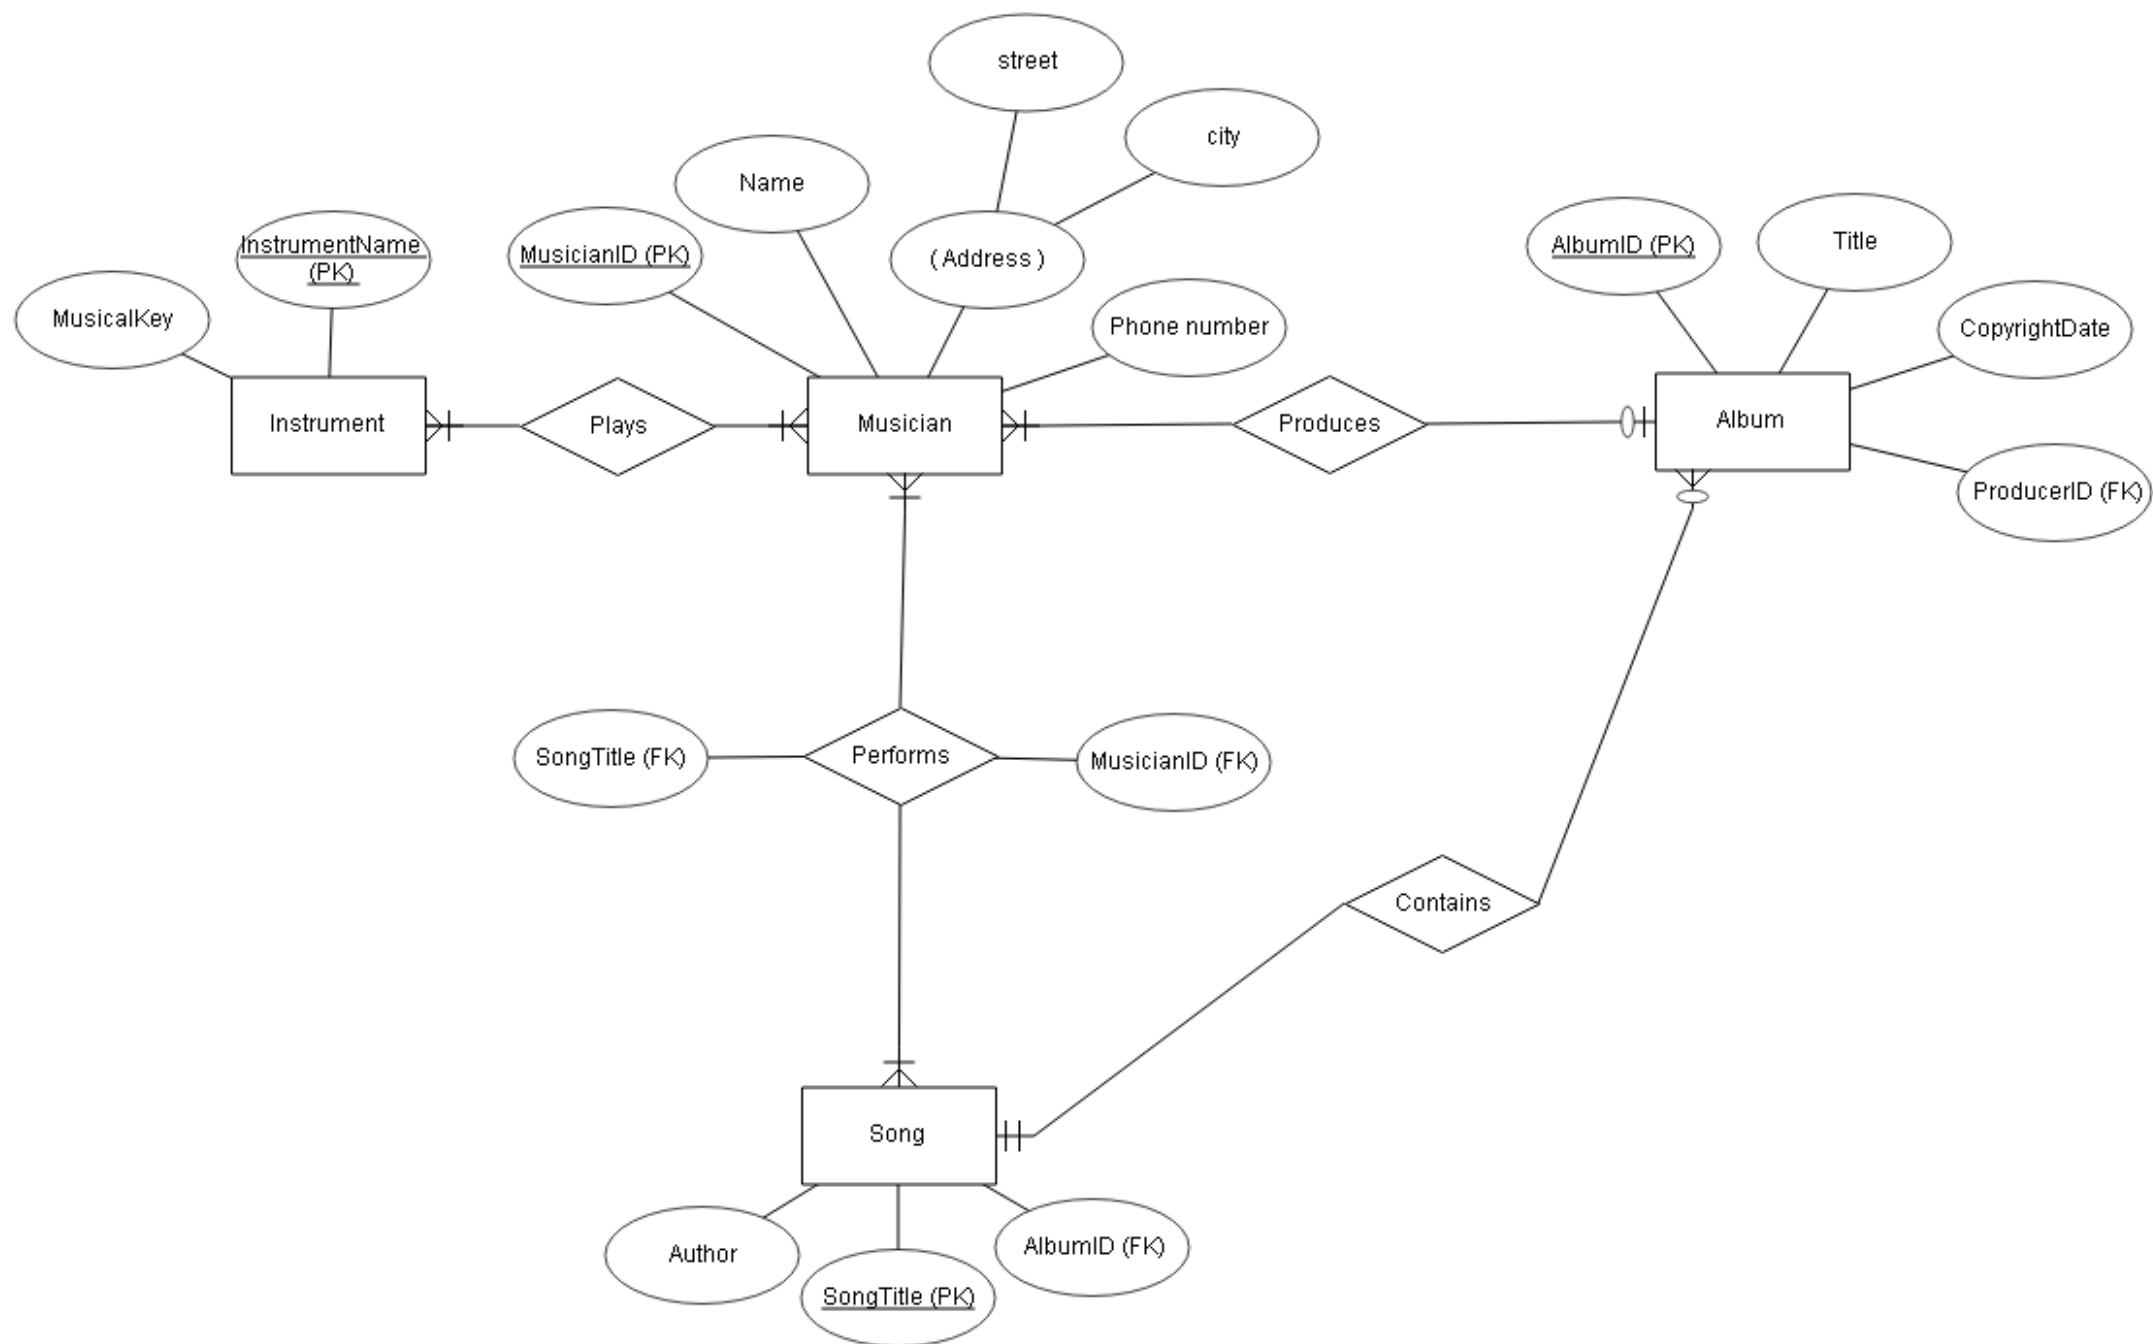 street
city
Name
( Address )
MusicianID (PK)
InstrumentName
(PK)
MusicalKey
Phone number
AlbumID (PK)
Title
CopyrightDate
ProducerID (FK)
Instrument
Plays
Musician
Produces
Album
SongTitle (FK)
Performs
MusicianID (FK)
Contains
Song
Author
SongTitle (PK)
AlbumID (FK)